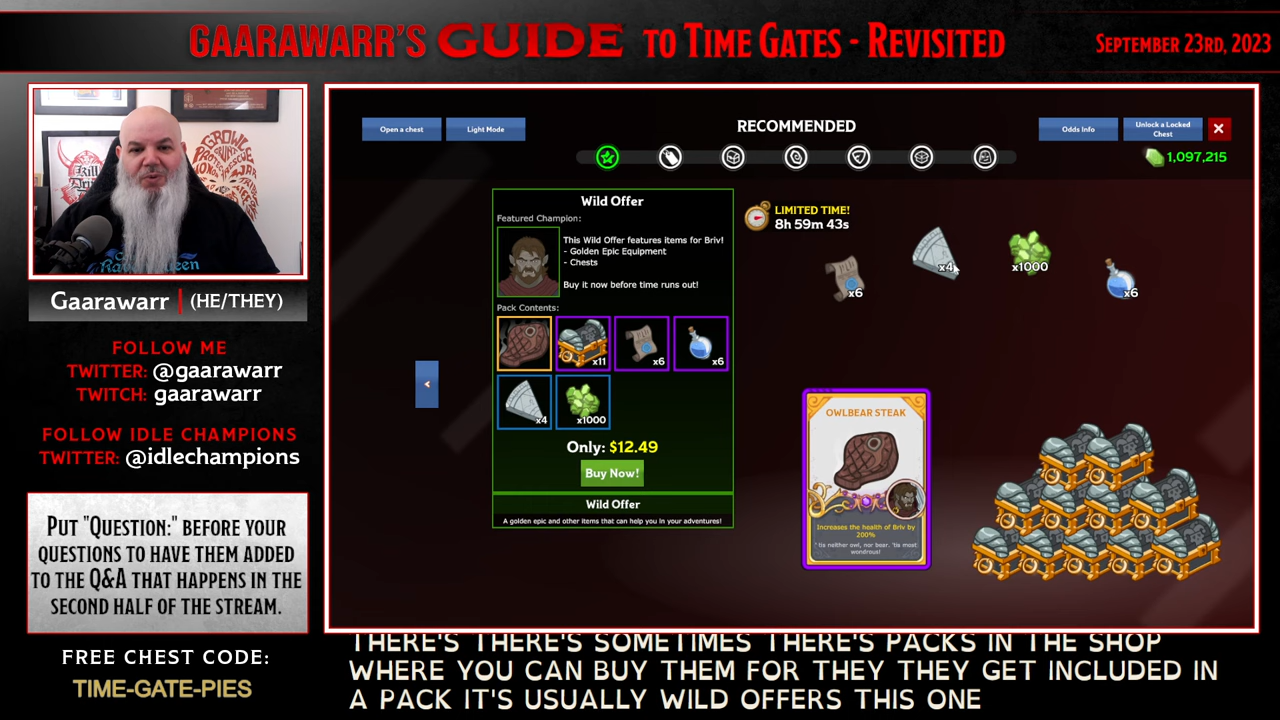 GAARAWARR'S GUIDE TO TIME GATES - REVISITED
SEPTEMBER 23RD, 2023
Open a chest
Light Mode
RECOMMENDED
Odds Info
Unlock a Locked
Chest
1,097,215
Wild Offer
Featured Champion:
This Wild Offer features items for Briv!
- Golden Epic Equipment
- Chests
Buy it now before time runs out!
Pack Contents:
x11
x6
x6
x4
x1000
Only: $12.49
Buy Now!
Wild Offer
A golden epic and other items that can help you in your adventures!
LIMITED TIME!
8h 59m 43s
x6
x4
x1000
x6
OWLBEAR STEAK
Increases the health of Briv by
200%
'tis neither owl, nor bear. 'tis most
wondrous!
Gaarawarr | (HE/THEY)
FOLLOW ME
TWITTER: @gaarawarr
TWITCH: gaarawarr
FOLLOW IDLE CHAMPIONS
TWITTER: @idlechampions
PUT "QUESTION:" BEFORE YOUR
QUESTIONS TO HAVE THEM ADDED
TO THE Q&A THAT HAPPENS IN THE
SECOND HALF OF THE STREAM.
FREE CHEST CODE:
TIME-GATE-PIES
THERE'S THERE'S SOMETIMES THERE'S PACKS IN THE SHOP
WHERE YOU CAN BUY THEM FOR THEY THEY GET INCLUDED IN
A PACK IT'S USUALLY WILD OFFERS THIS ONE